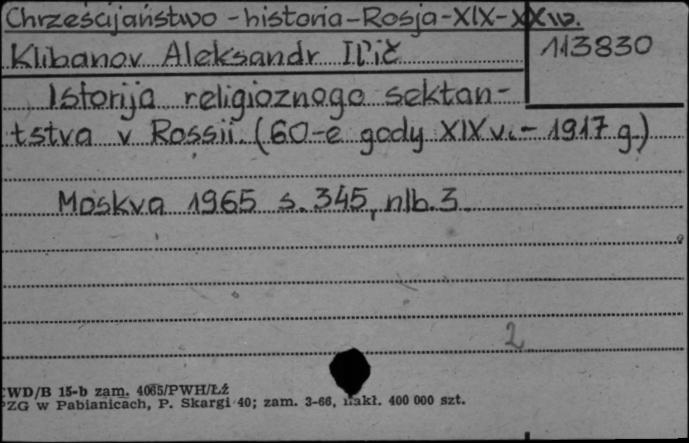 Chrześcijaństwo - historia - Rosja - XIX - XX w.
Klibanov Aleksandr Il'ič
113830
Istorija religioznogo sektan-
tstva v Rossii. (60-e gody XIX v. - 1917 g.)
Moskva 1965 s. 345, nlb. 3
2
WD/B 15-b zam. 4065/PWH/Łź
PZG w Pabianicach, P. Skargi 40; zam. 3-66, nakł. 400 000 szt.